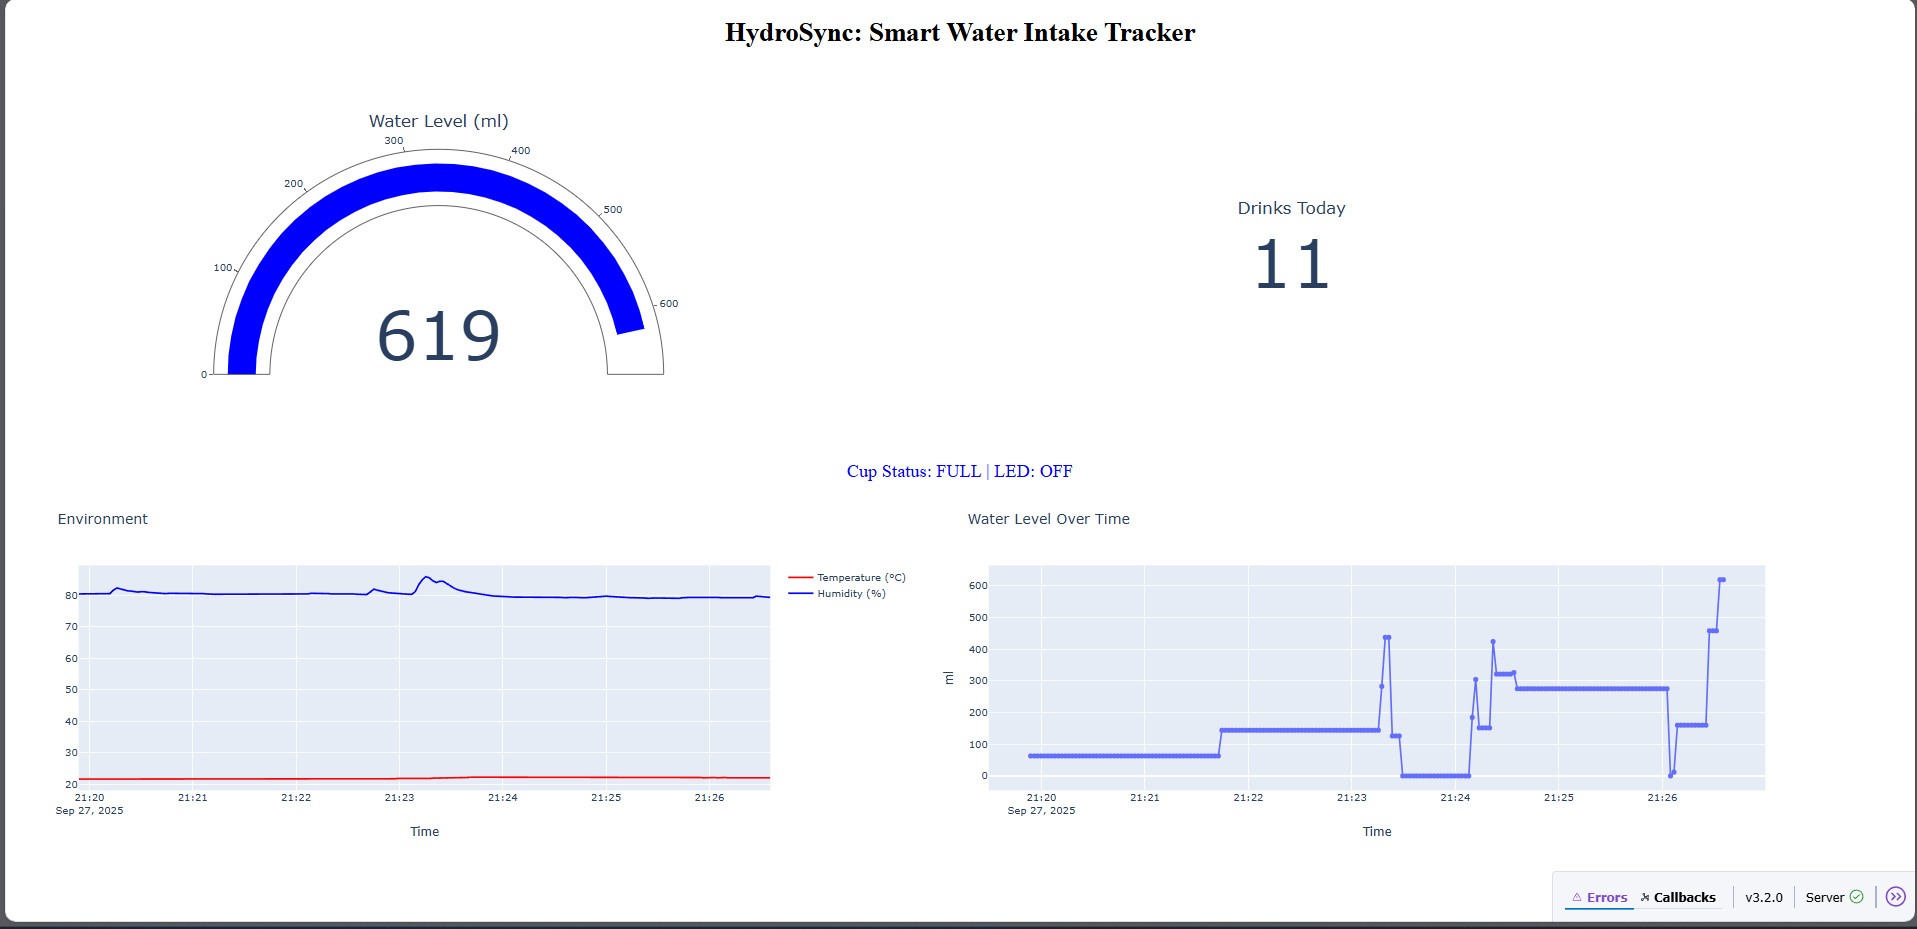 HydroSync: Smart Water Intake Tracker
Water Level (ml)
0
100
200
300
400
500
600
619
Drinks Today
11
Cup Status: FULL | LED: OFF
Environment
80
70
60
50
40
30
20
21:20
21:21
21:22
21:23
21:24
21:25
21:26
Sep 27, 2025
Time
Temperature (°C)
Humidity (%)
Water Level Over Time
ml
600
500
400
300
200
100
0
21:20
21:21
21:22
21:23
21:24
21:25
21:26
Sep 27, 2025
Time
Errors
Callbacks
v3.2.0
Server